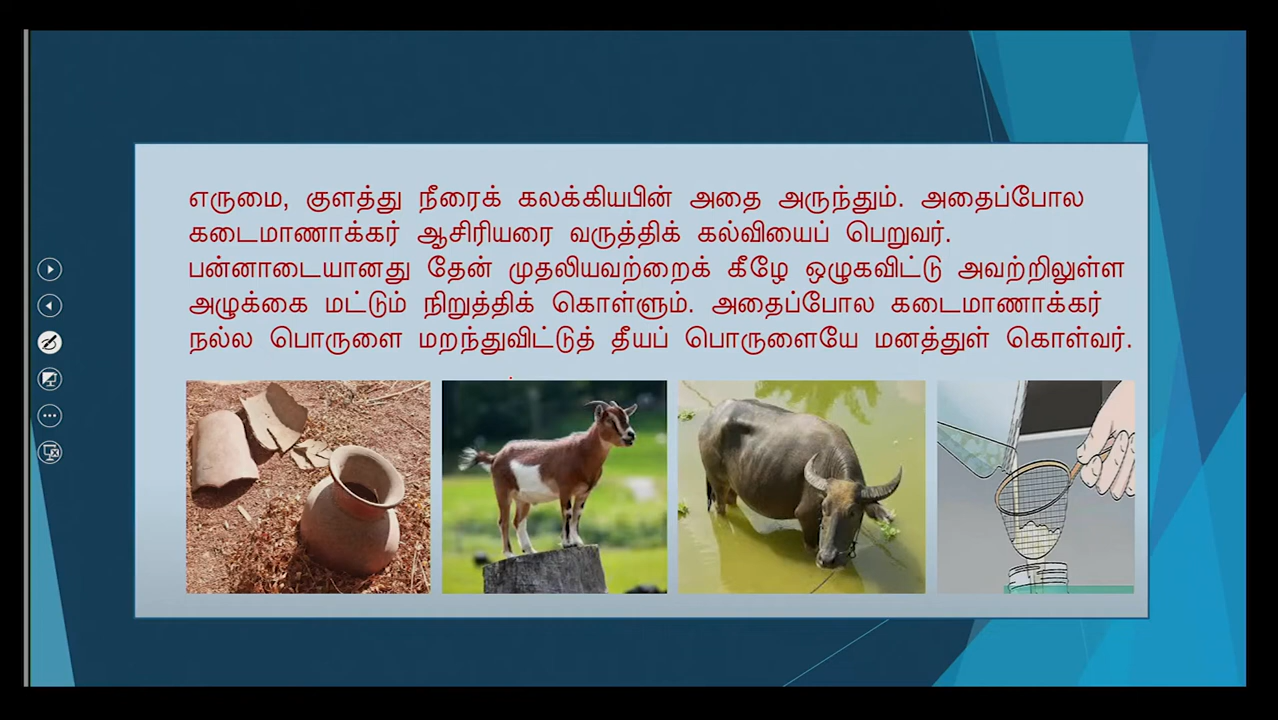 எருமை, குளத்து நீரைக் கலக்கியபின் அதை அருந்தும். அதைப்போல
கடைமாணாக்கர் ஆசிரியரை வருத்திக் கல்வியைப் பெறுவர்.
பன்னாடையானது தேன் முதலியவற்றைக் கீழே ஒழுகவிட்டு அவற்றிலுள்ள
அழுக்கை மட்டும் நிறுத்திக் கொள்ளும். அதைப்போல கடைமாணாக்கர்
நல்ல பொருளை மறந்துவிட்டுத் தீயப் பொருளையே மனத்துள் கொள்வர்.